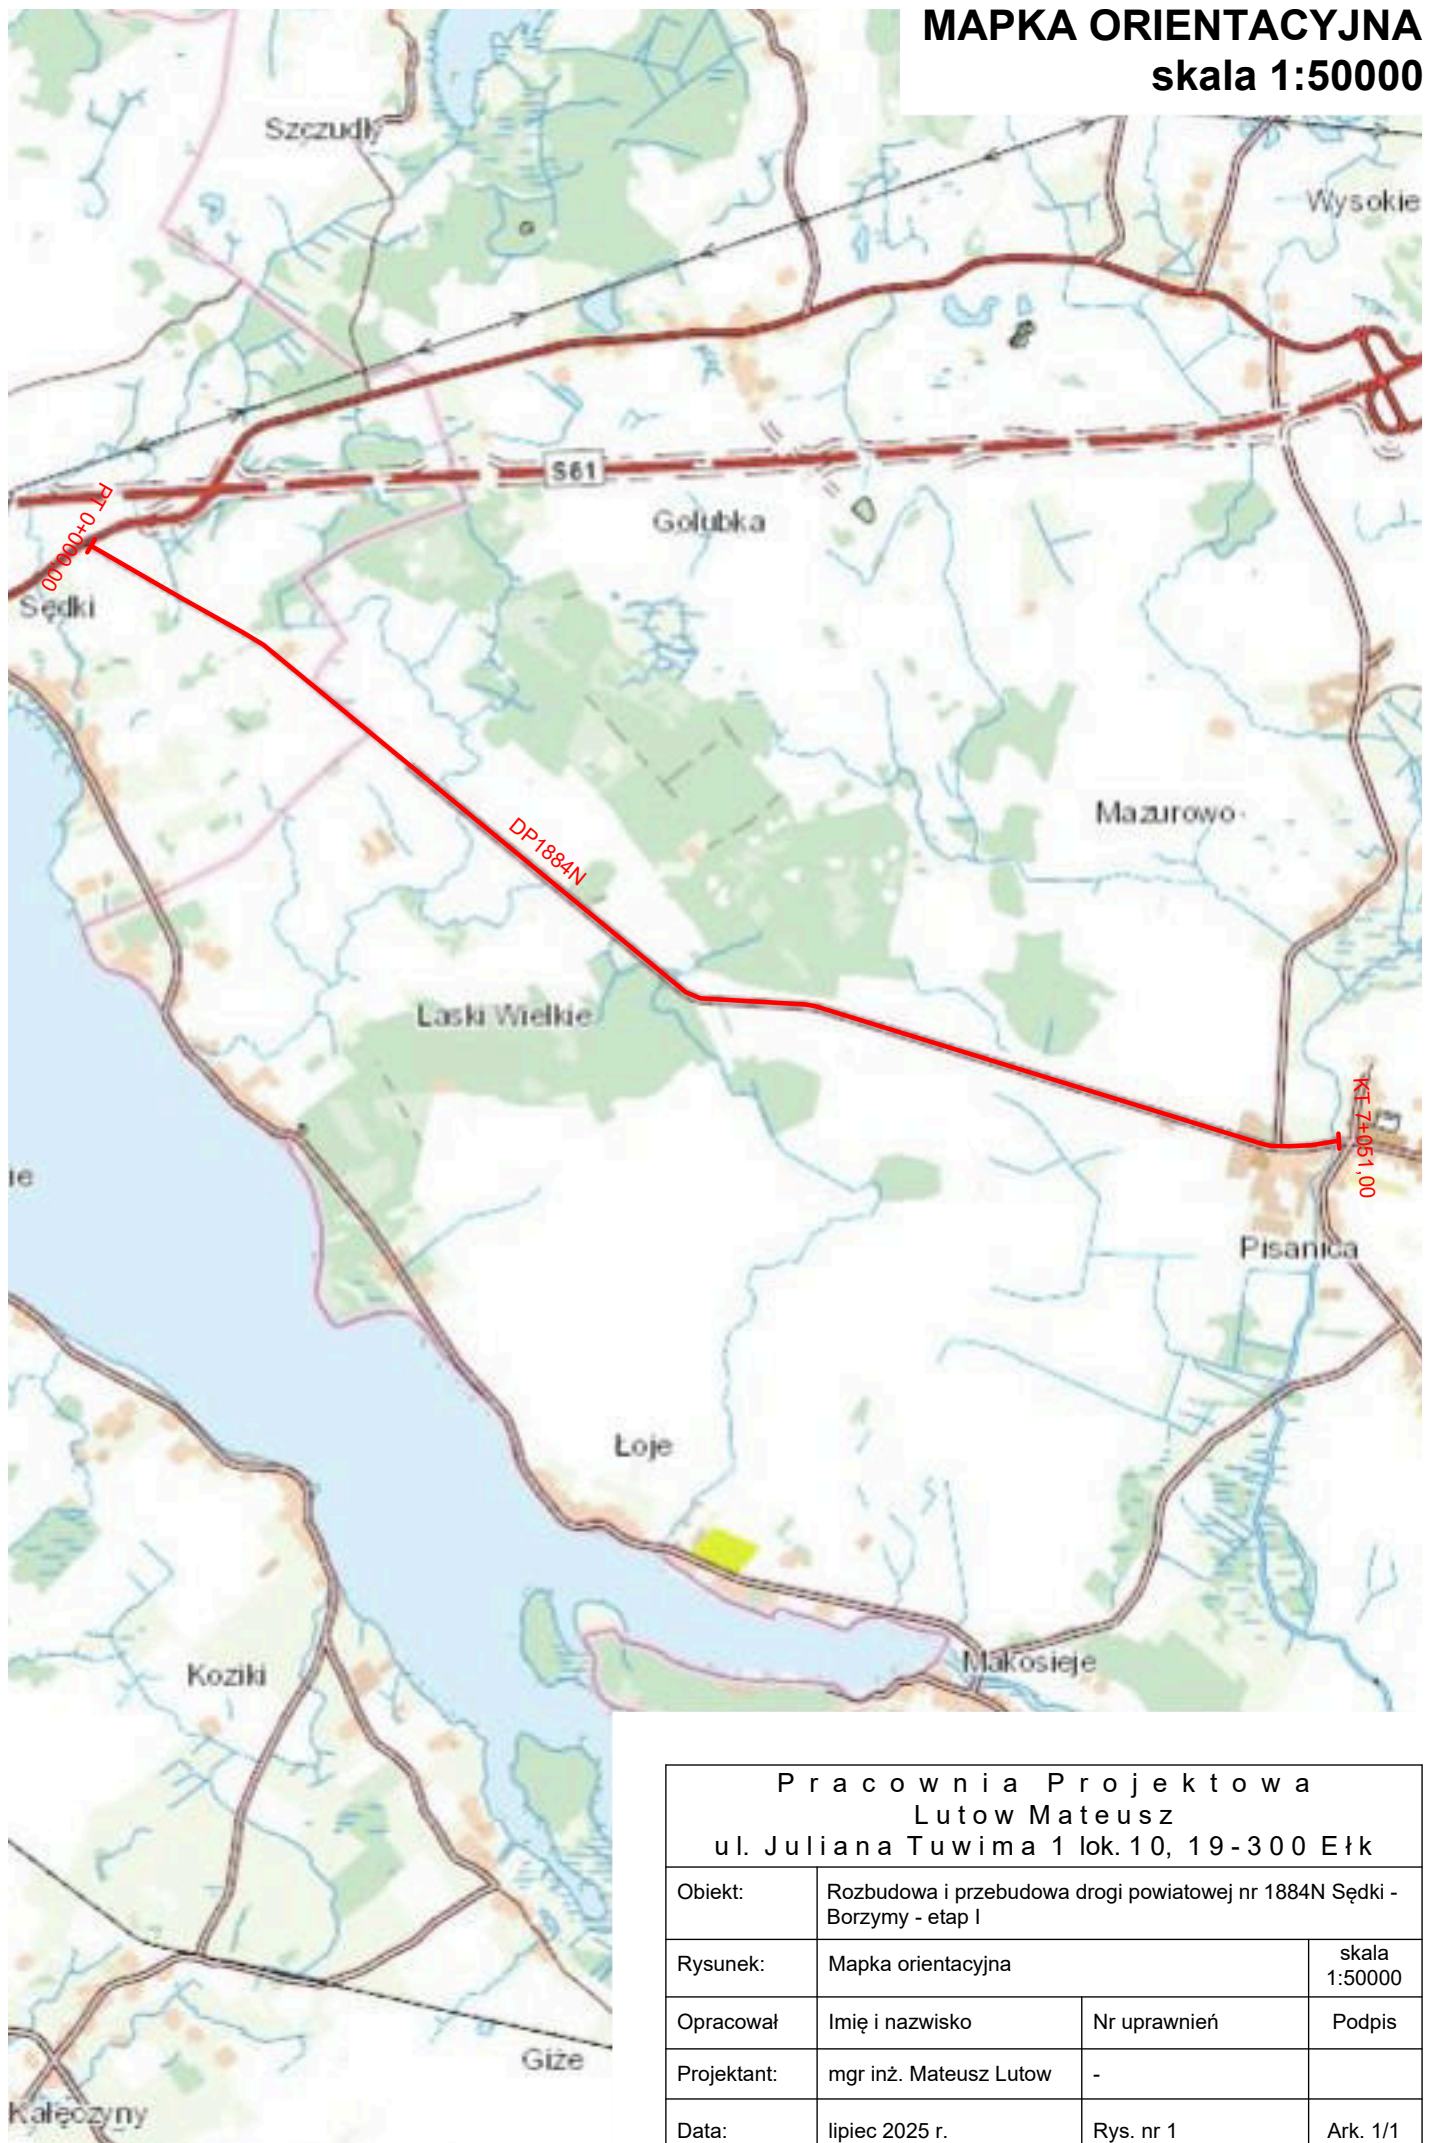 MAPKA ORIENTACYJNA
skala 1:50000
Szczudły
Wysokie
S61
Golubka
PT 0+000,00
Sędki
Mazurowo
DP1884N
Laski Wielkie
KT 7+051,00
ie
Pisanica
Łoje
Makosieje
Koziki
Giże
Kałęczyny
Pracownia Projektowa
Lutow Mateusz
ul. Juliana Tuwima 1 lok. 10, 19-300 Ełk
Obiekt: Rozbudowa i przebudowa drogi powiatowej nr 1884N Sędki -
Borzymy - etap I
Rysunek: Mapka orientacyjna skala
1:50000
Opracował Imię i nazwisko Nr uprawnień Podpis
Projektant: mgr inż. Mateusz Lutow -
Data: lipiec 2025 r. Rys. nr 1 Ark. 1/1